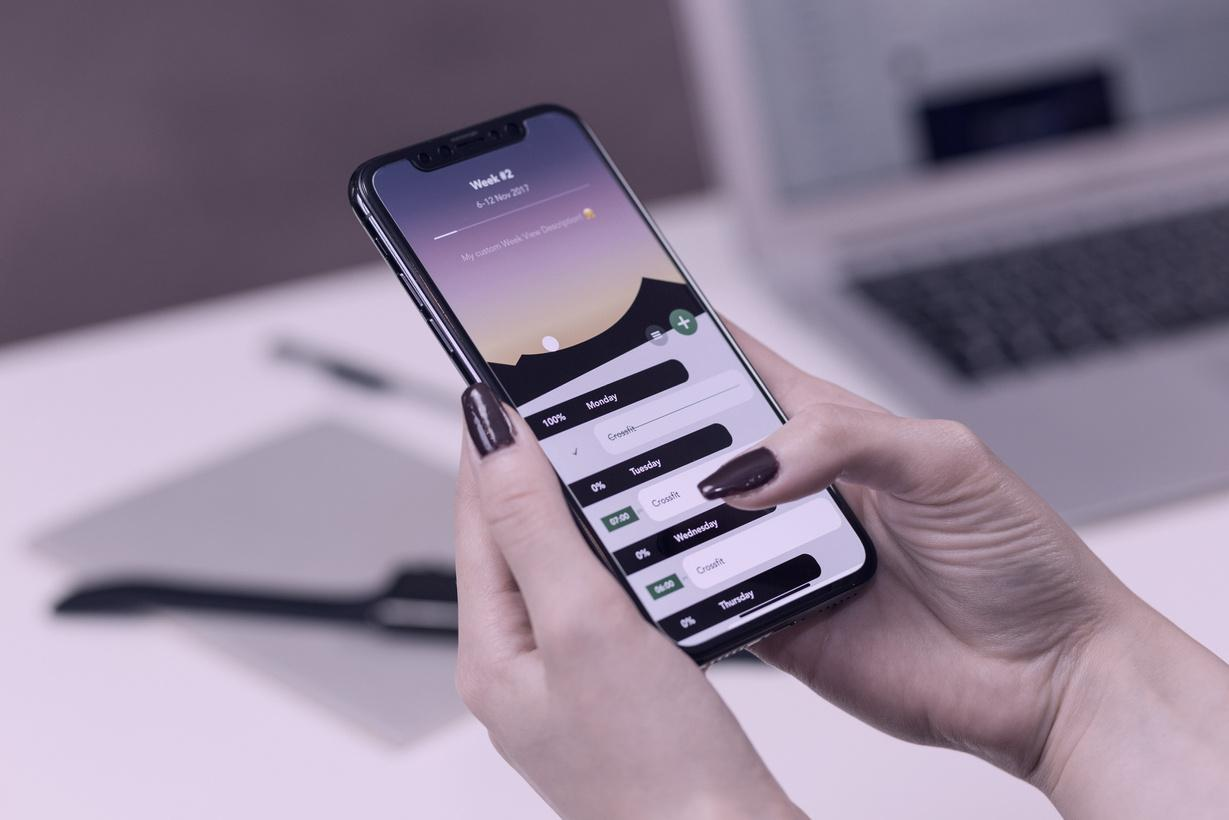 Week #2
6-12 Nov 2017
My custom Week View Description! 🤗
100% Monday
Crossfit
0% Tuesday
07:00 Crossfit
0% Wednesday
06:00 Crossfit
0% Thursday